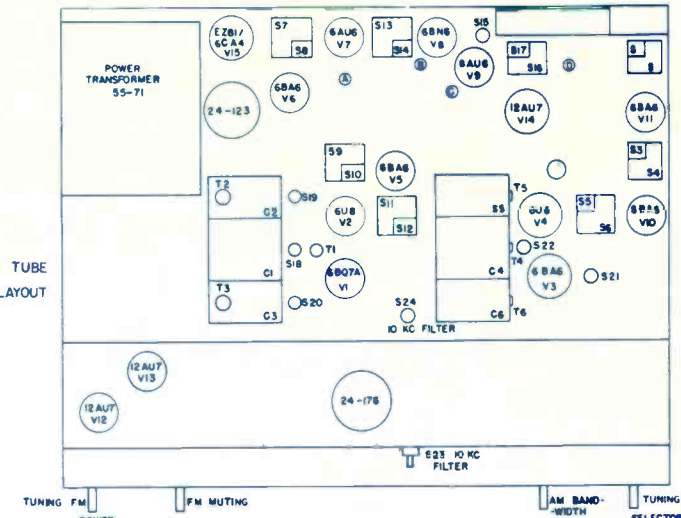 EZ81/
6CA4
V15
S7
S8
6AU6
V7
S13
S14
6BN6
V8
S15
6AU6
V9
S17
S16
D
S
S
POWER
TRANSFORMER
55-71
A
B
C
6BA6
V6
24-123
12AU7
V14
6BA6
V11
S9
S10
6BA6
V5
S3
S4
T2
C2
S19
6U8
V2
S11
S12
T5
6U8
V4
S5
S6
V10
C1
S18
T1
C4
T4
S22
S21
TUBE
LAYOUT
6BQ7A
V1
6BA6
V3
T3
C3
S20
S24
10 KC FILTER
C6
T6
12AU7
V13
12AU7
V12
24-176
S23 10 KC
FILTER
TUNING FM
FM MUTING
AM BAND-
-WIDTH
TUNING
SELECTOR